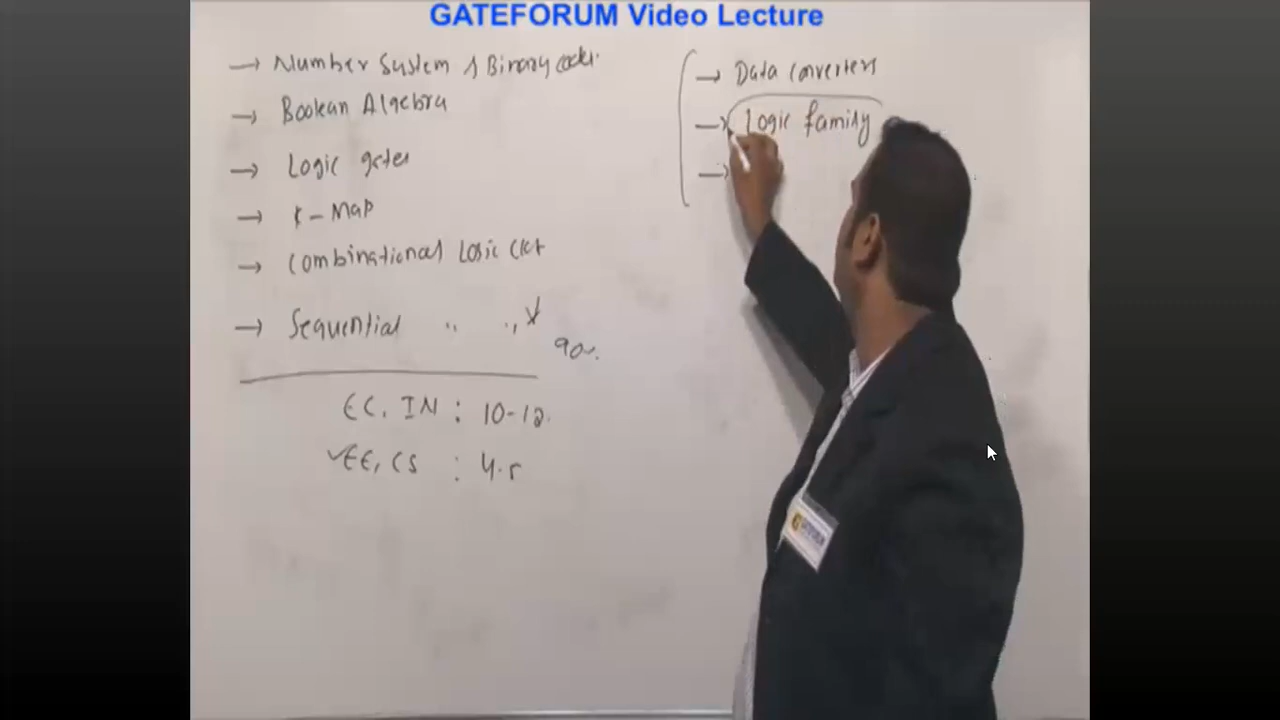 GATEFORUM Video Lecture
→ Number System & Binary codes.
→ Boolean Algebra
→ Logic gates
→ K-Map
→ Combinational Logic Ckt
→ Sequential " "
90%.
EC, IN : 10-12.
✓EE, CS : 4.5
→ Data Converters
→ Logic family
→
GATEFORUM